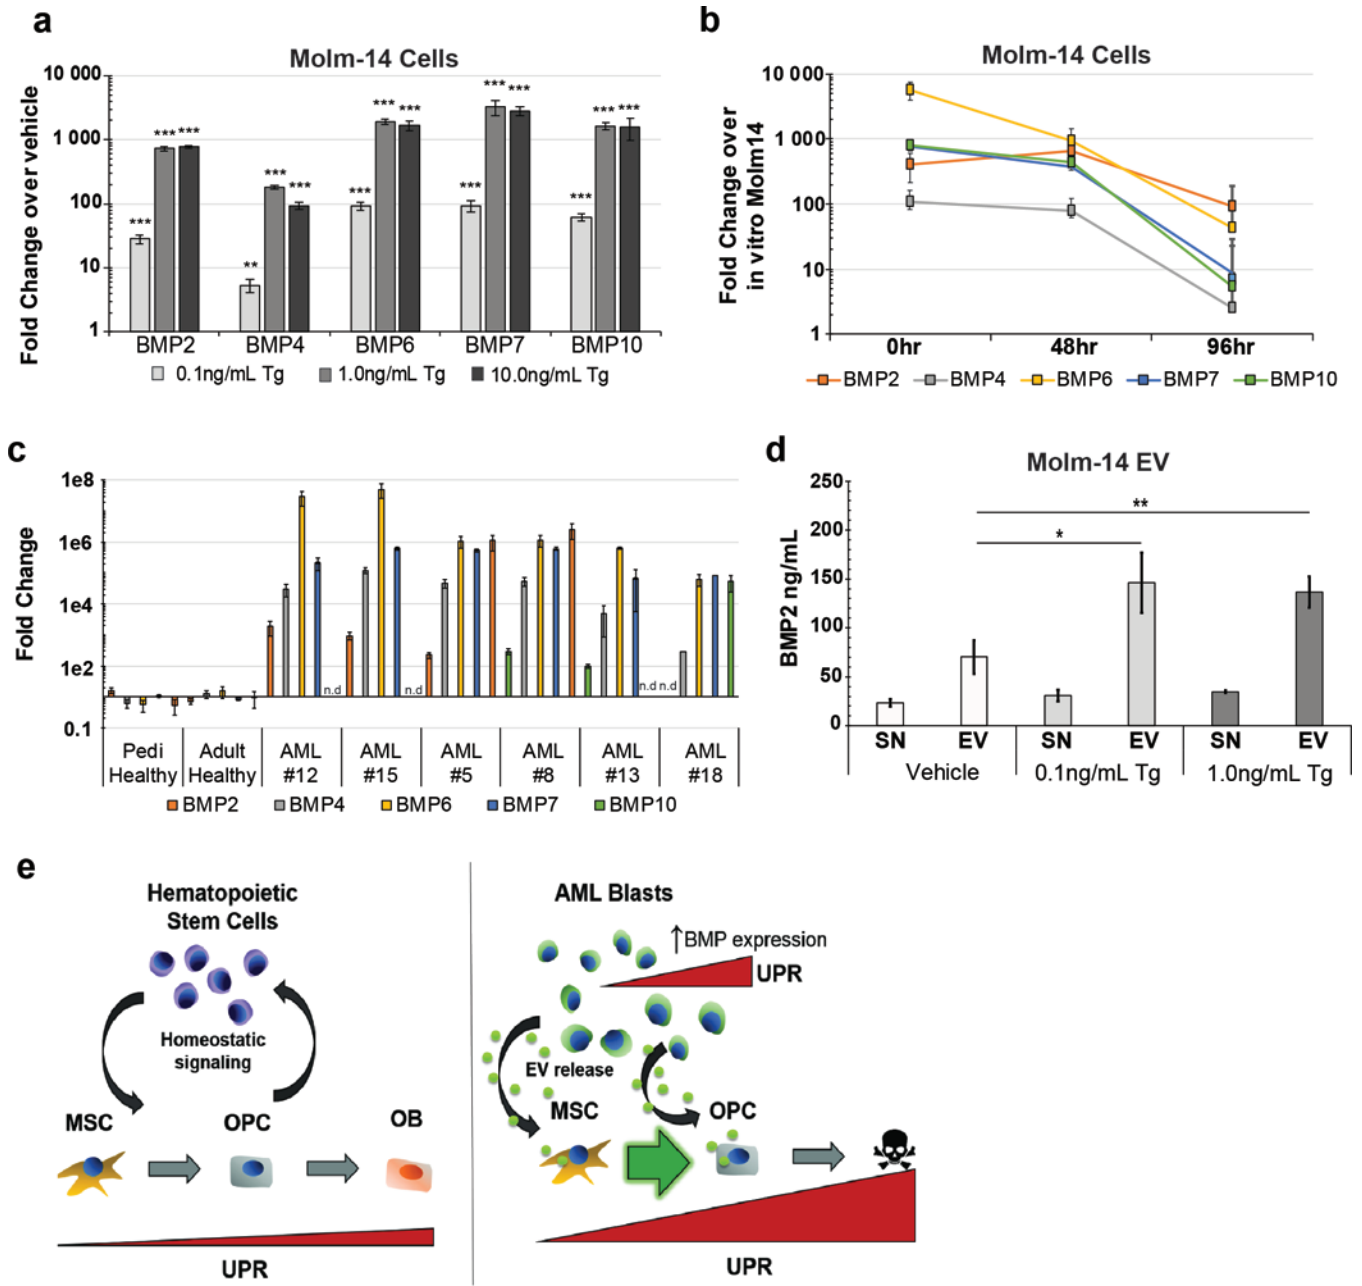 a
Molm-14 Cells
Fold Change over vehicle
10 000
1 000
100
10
1
*** *** ***
** *** ***
*** *** ***
*** *** ***
*** *** ***
BMP2 BMP4 BMP6 BMP7 BMP10
0.1ng/mL Tg 1.0ng/mL Tg 10.0ng/mL Tg
b
Molm-14 Cells
Fold Change over
in vitro Molm14
10 000
1 000
100
10
1
0hr 48hr 96hr
BMP2 BMP4 BMP6 BMP7 BMP10
c
Fold Change
1e8
1e6
1e4
1e2
0.1
n.d n.d n.d n.d
Pedi Adult AML AML AML AML AML AML
Healthy Healthy #12 #15 #5 #8 #13 #18
BMP2 BMP4 BMP6 BMP7 BMP10
d
Molm-14 EV
BMP2 ng/mL
250
200
150
100
50
0
**
*
SN EV SN EV SN EV
Vehicle 0.1ng/mL Tg 1.0ng/mL Tg
e
Hematopoietic
Stem Cells
Homeostatic
signaling
MSC OPC OB
UPR
AML Blasts
↑BMP expression
UPR
EV release
MSC OPC
UPR